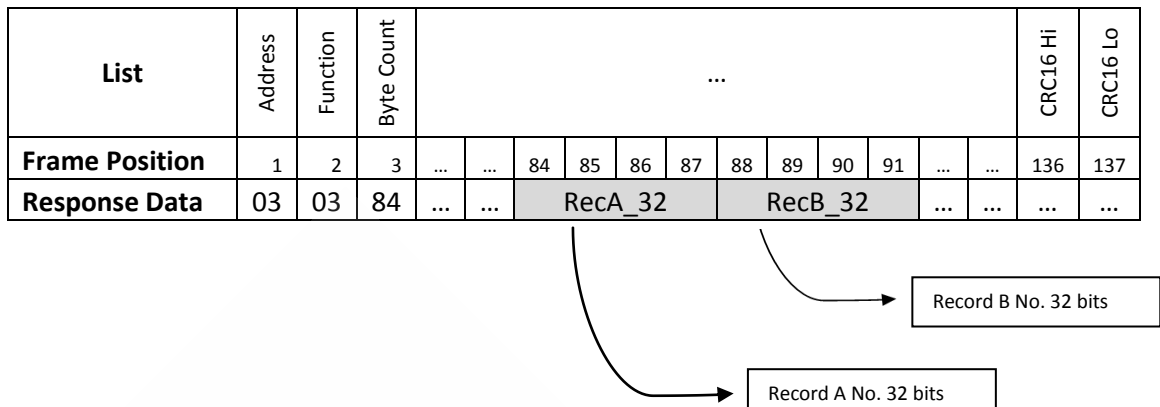 List Address Function Byte Count ... CRC16 Hi CRC16 Lo
Frame Position 1 2 3 ... ... 84 85 86 87 88 89 90 91 ... ... 136 137
Response Data 03 03 84 ... ... RecA_32 RecB_32 ... ... ... ...
Record B No. 32 bits
Record A No. 32 bits